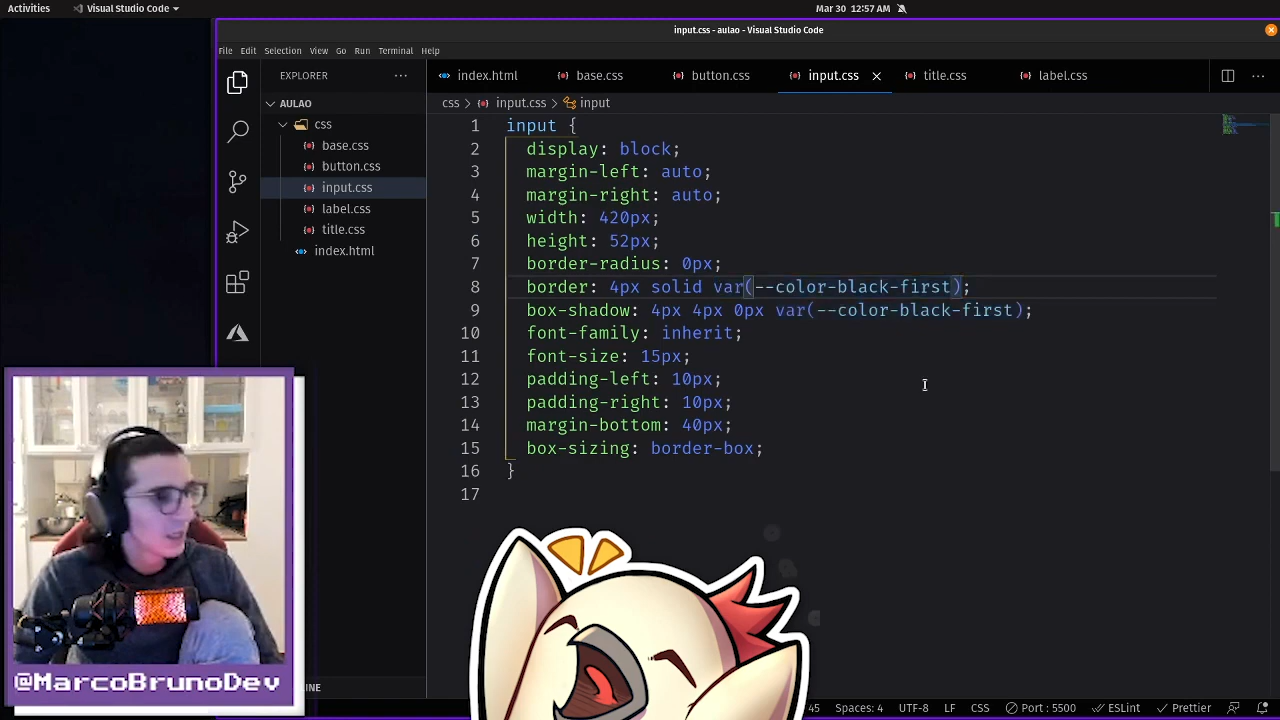 Activities
Visual Studio Code
Mar 30 12:57 AM
input.css - aulao - Visual Studio Code
File Edit Selection View Go Run Terminal Help
EXPLORER
index.html
base.css
button.css
input.css
title.css
label.css
AULAO
css
base.css
button.css
input.css
label.css
title.css
index.html
css > input.css > input
1 input {
2 display: block;
3 margin-left: auto;
4 margin-right: auto;
5 width: 420px;
6 height: 52px;
7 border-radius: 0px;
8 border: 4px solid var(--color-black-first);
9 box-shadow: 4px 4px 0px var(--color-black-first);
10 font-family: inherit;
11 font-size: 15px;
12 padding-left: 10px;
13 padding-right: 10px;
14 margin-bottom: 40px;
15 box-sizing: border-box;
16 }
17
@MarcoBrunoDev
LINE
45 Spaces: 4 UTF-8 LF CSS Port : 5500 ESLint Prettier